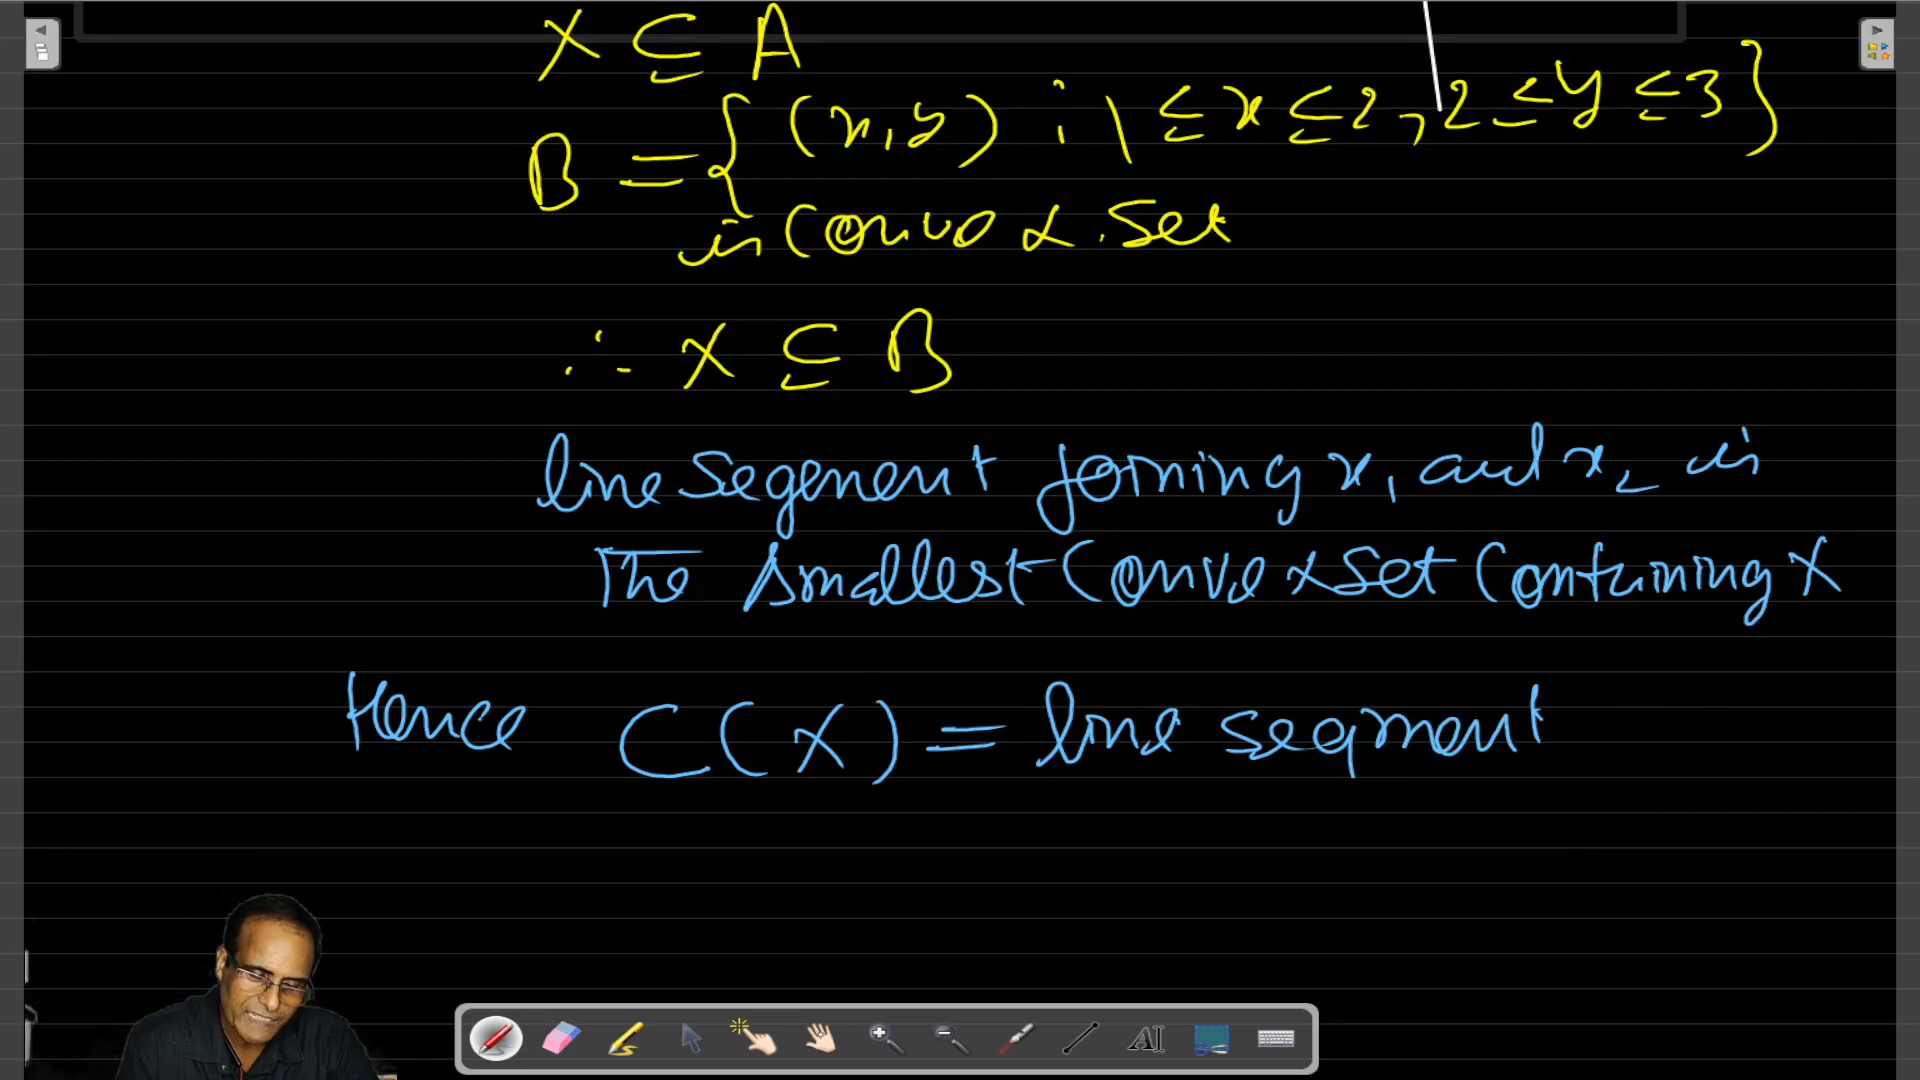 X ⊆ A
B = { (x, y) : 1 ≤ x ≤ 2, 2 ≤ y ≤ 3 }
is Convex Set
∴ X ⊆ B
line Segement joining x₁ and x₂ is
The smallest Convex Set Containing X
Hence C(X) = line segment
AI